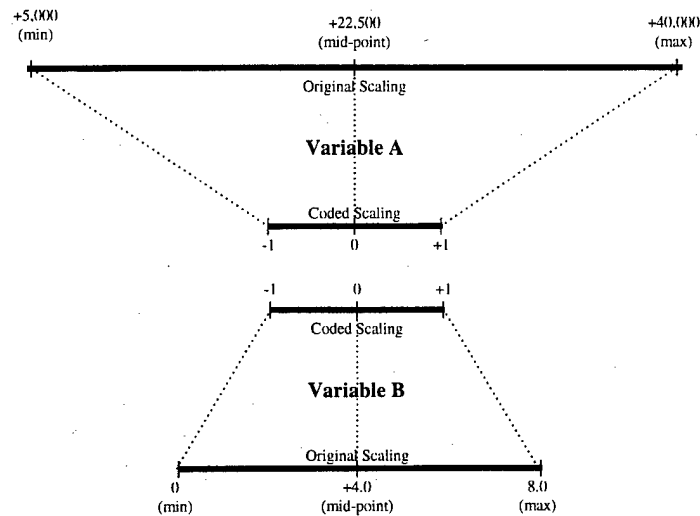 +5,000 +22,500 +40,000
(min) (mid-point) (max)
Original Scaling
Variable A
Coded Scaling
-1 0 +1
-1 0 +1
Coded Scaling
Variable B
Original Scaling
0 +4.0 8.0
(min) (mid-point) (max)